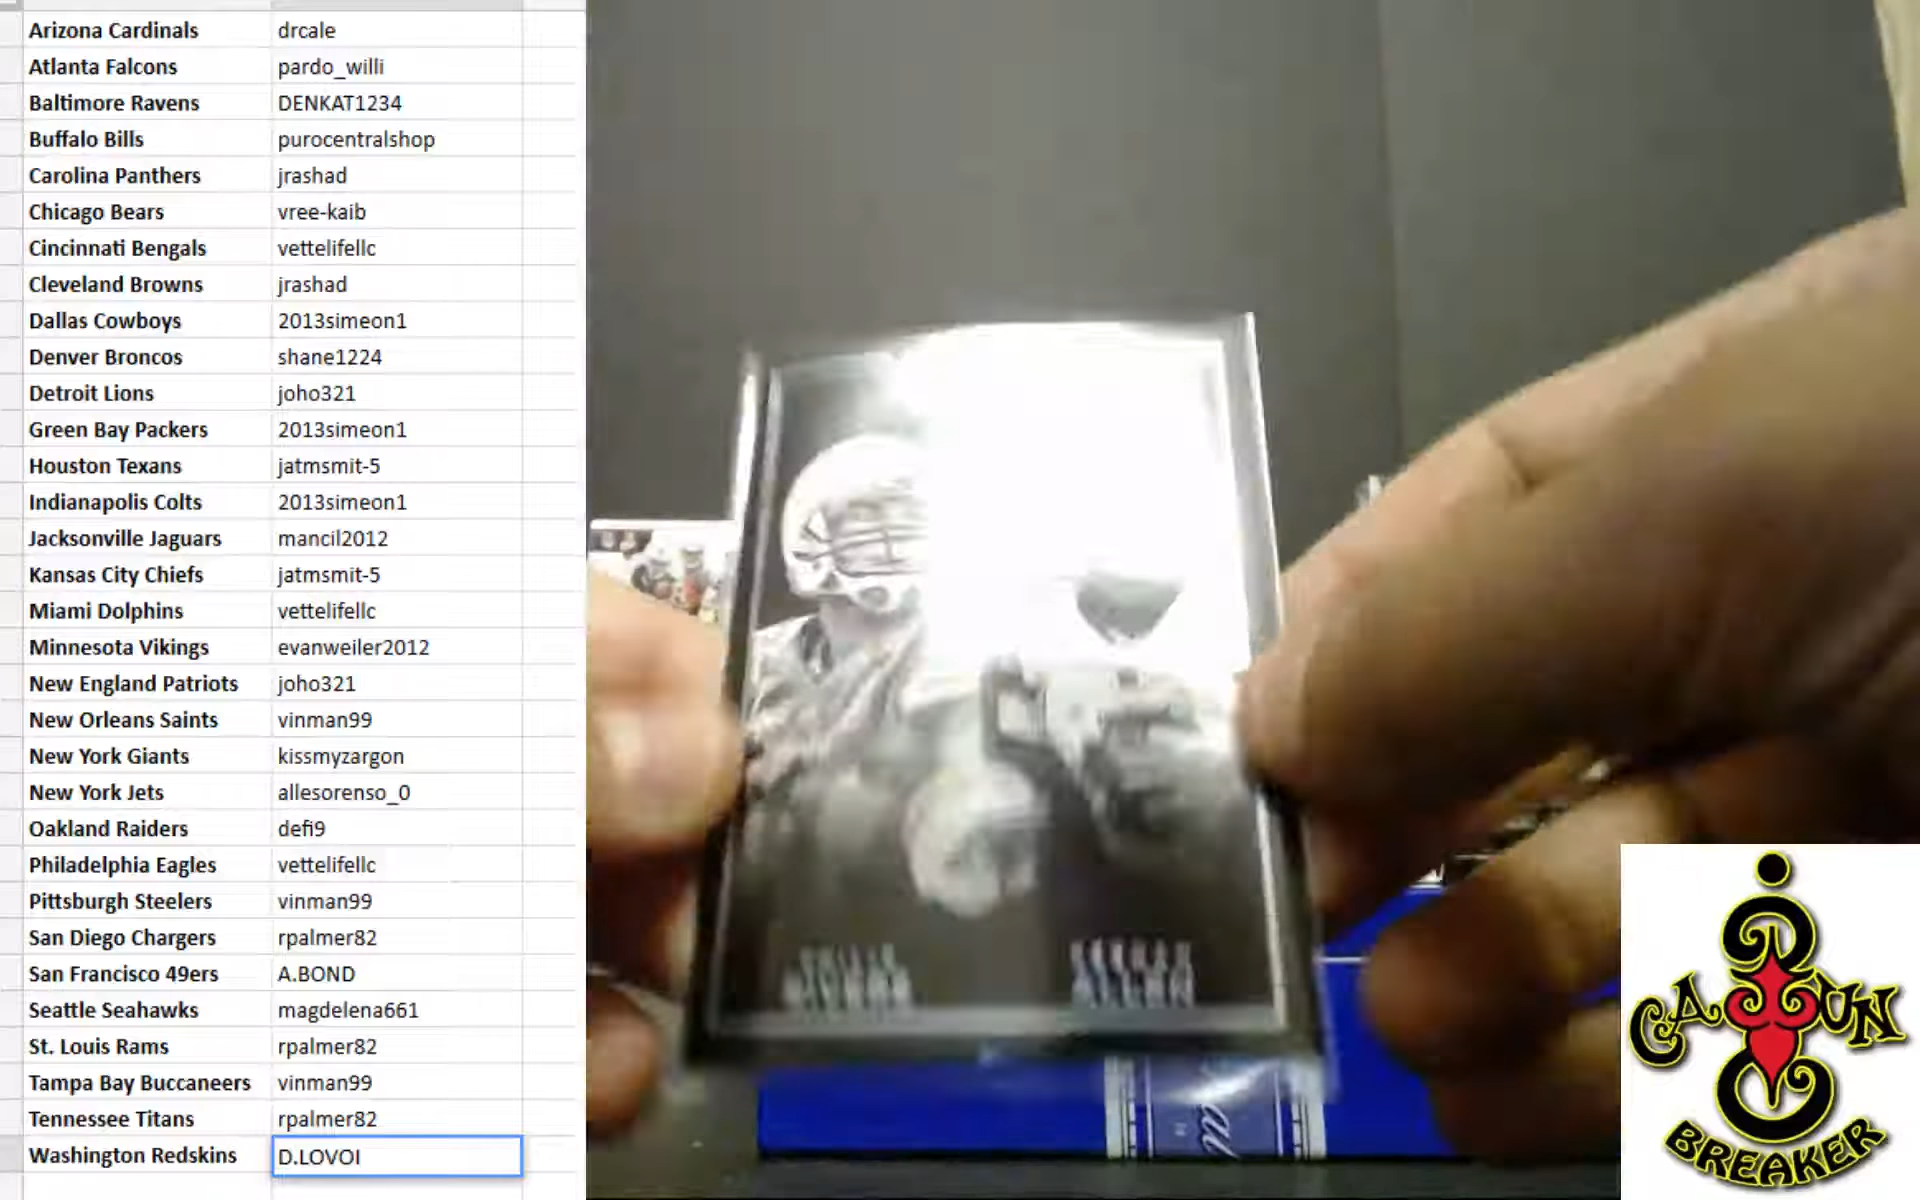 Arizona Cardinals drcale
Atlanta Falcons pardo_willi
Baltimore Ravens DENKAT1234
Buffalo Bills purocentralshop
Carolina Panthers jrashad
Chicago Bears vree-kaib
Cincinnati Bengals vettelifellc
Cleveland Browns jrashad
Dallas Cowboys 2013simeon1
Denver Broncos shane1224
Detroit Lions joho321
Green Bay Packers 2013simeon1
Houston Texans jatmsmit-5
Indianapolis Colts 2013simeon1
Jacksonville Jaguars mancil2012
Kansas City Chiefs jatmsmit-5
Miami Dolphins vettelifellc
Minnesota Vikings evanweiler2012
New England Patriots joho321
New Orleans Saints vinman99
New York Giants kissmyzargon
New York Jets allesorenso_0
Oakland Raiders defi9
Philadelphia Eagles vettelifellc
Pittsburgh Steelers vinman99
San Diego Chargers rpalmer82
San Francisco 49ers A.BOND
Seattle Seahawks magdelena661
St. Louis Rams rpalmer82
Tampa Bay Buccaneers vinman99
Tennessee Titans rpalmer82
Washington Redskins D.LOVOI
ALLEN
CAJUN
BREAKER